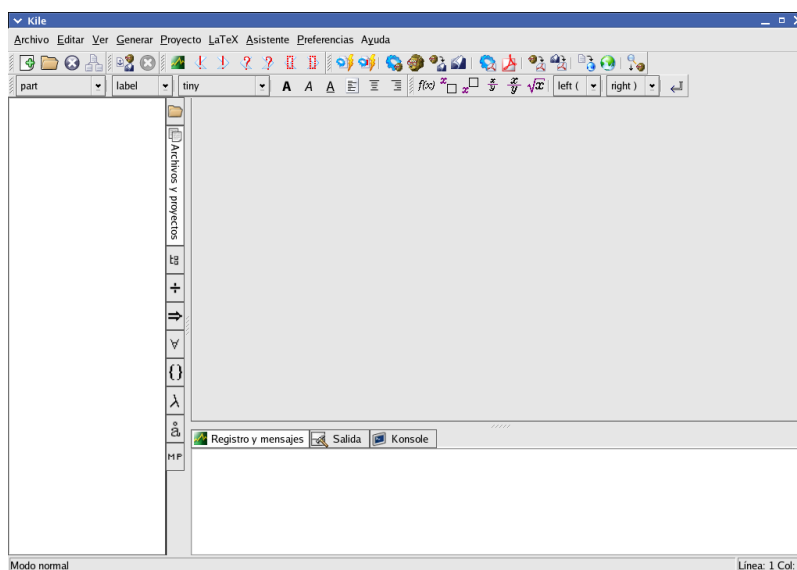 Kile
Archivo Editar Ver Generar Proyecto LaTeX Asistente Preferencias Ayuda
part label tiny A A A f(x) x x x y x y √x left ( right )
Archivos y proyectos
÷
⇒
∀
{}
λ
å
MP
Registro y mensajes Salida Konsole
Modo normal Línea: 1 Col: